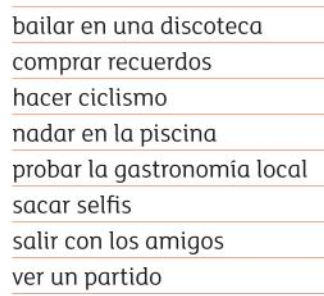 bailar en una discoteca
comprar recuerdos
hacer ciclismo
nadar en la piscina
probar la gastronomía local
sacar selfis
salir con los amigos
ver un partido